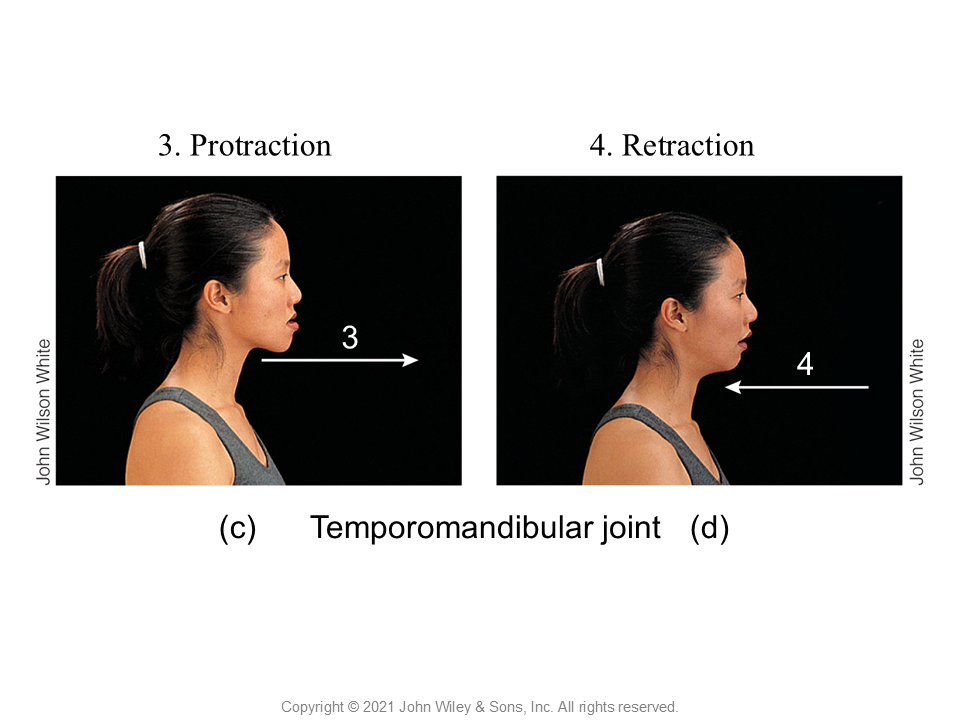 3. Protraction
4. Retraction
3
4
John Wilson White
John Wilson White
(c) Temporomandibular joint (d)
Copyright © 2021 John Wiley & Sons, Inc. All rights reserved.